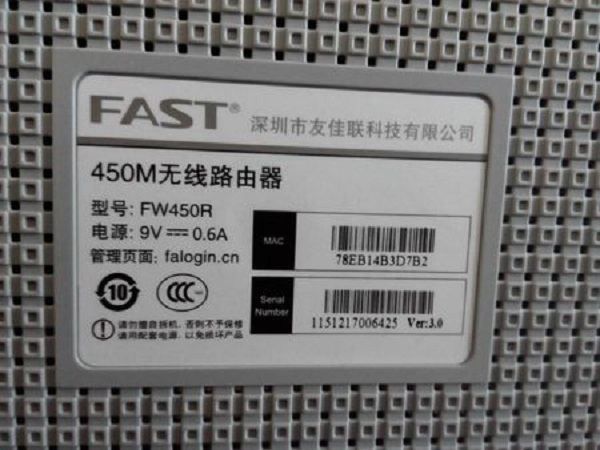 FAST® 深圳市友佳联科技有限公司
450M无线路由器
型号: FW450R
电源: 9V⎓0.6A
管理页面: falogin.cn
MAC
78EB14B3D7B2
10
CCC
Serial Number
1151217006425 Ver:3.0
请勿擅自拆机, 否则不予保修
请用配套电源, 以免损坏产品